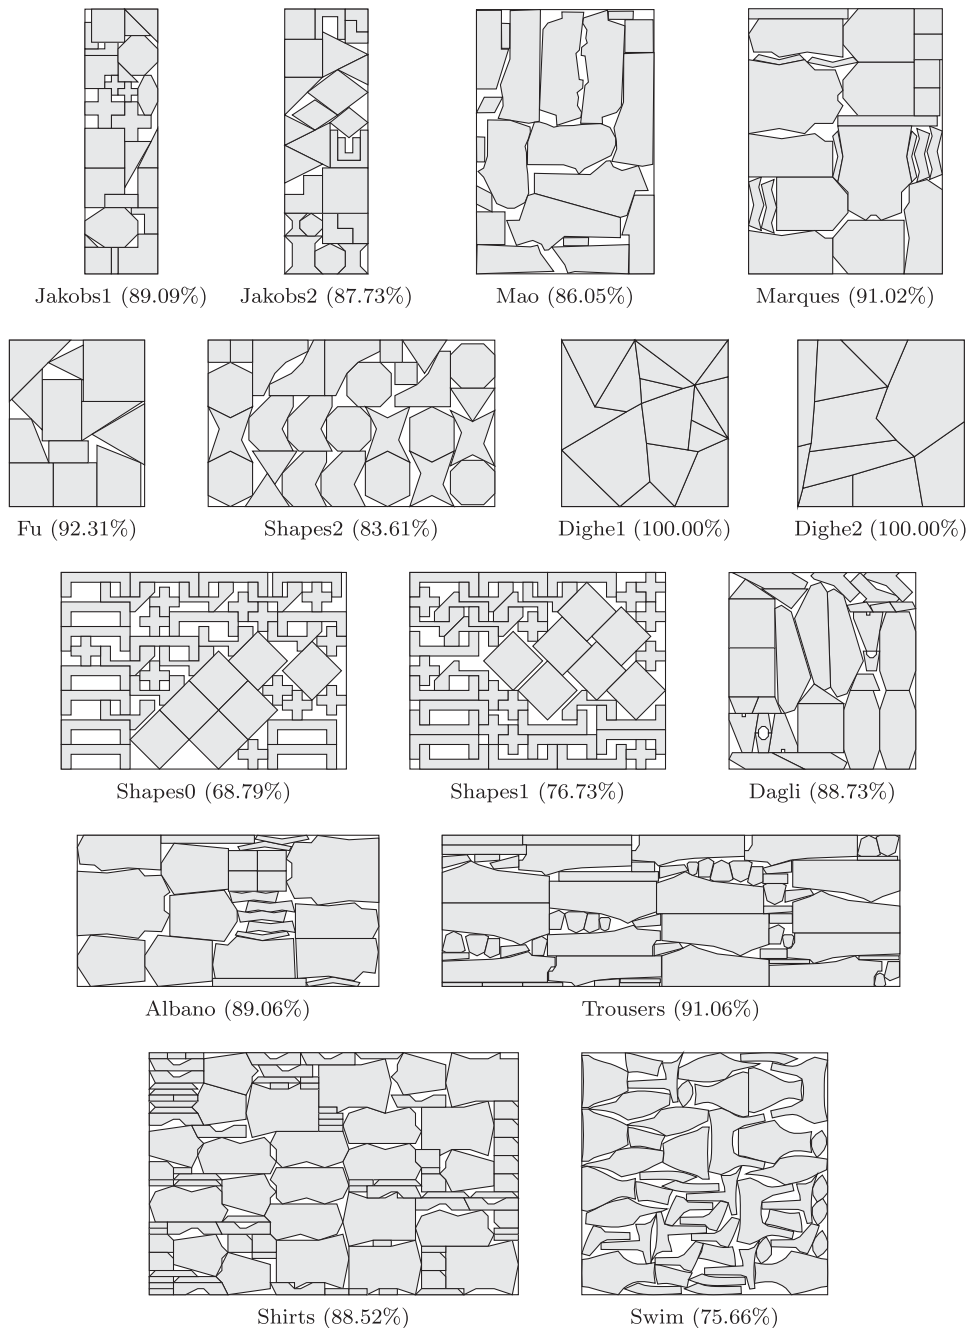 Jakobs1 (89.09%) Jakobs2 (87.73%) Mao (86.05%) Marques (91.02%)
Fu (92.31%) Shapes2 (83.61%) Dighe1 (100.00%) Dighe2 (100.00%)
Shapes0 (68.79%) Shapes1 (76.73%) Dagli (88.73%)
Albano (89.06%) Trousers (91.06%)
Shirts (88.52%) Swim (75.66%)